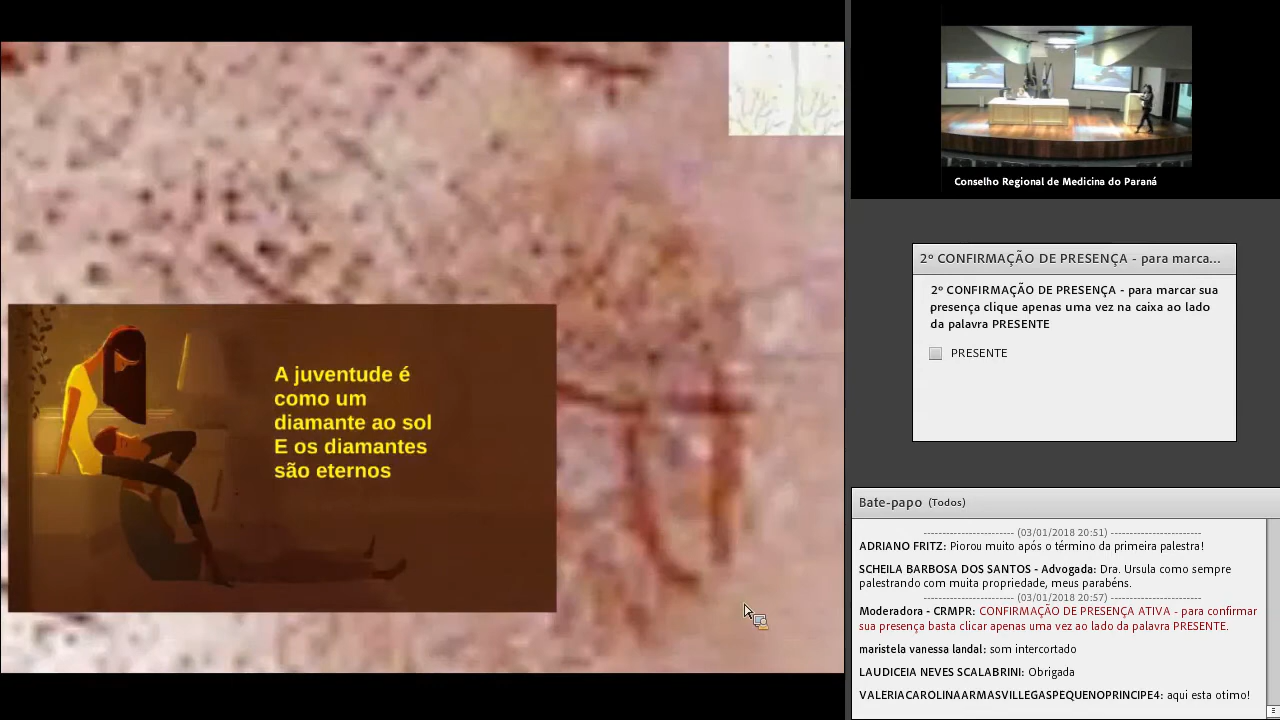 A juventude é
como um
diamante ao sol
E os diamantes
são eternos
Conselho Regional de Medicina do Paraná
2º CONFIRMAÇÃO DE PRESENÇA - para marca...
2º CONFIRMAÇÃO DE PRESENÇA - para marcar sua
presença clique apenas uma vez na caixa ao lado
da palavra PRESENTE
PRESENTE
Bate-papo (Todos)
------------------------ (03/01/2018 20:51) ------------------------
ADRIANO FRITZ: Piorou muito após o término da primeira palestra!
SCHEILA BARBOSA DOS SANTOS - Advogada: Dra. Ursula como sempre
palestrando com muita propriedade, meus parabéns.
------------------------ (03/01/2018 20:57) ------------------------
Moderadora - CRMPR: CONFIRMAÇÃO DE PRESENÇA ATIVA - para confirmar
sua presença basta clicar apenas uma vez ao lado da palavra PRESENTE.
maristela vanessa landal: som intercortado
LAUDICEIA NEVES SCALABRINI: Obrigada
VALERIACAROLINAARMASVILLEGASPEQUENOPRINCIPE4: aqui esta otimo!